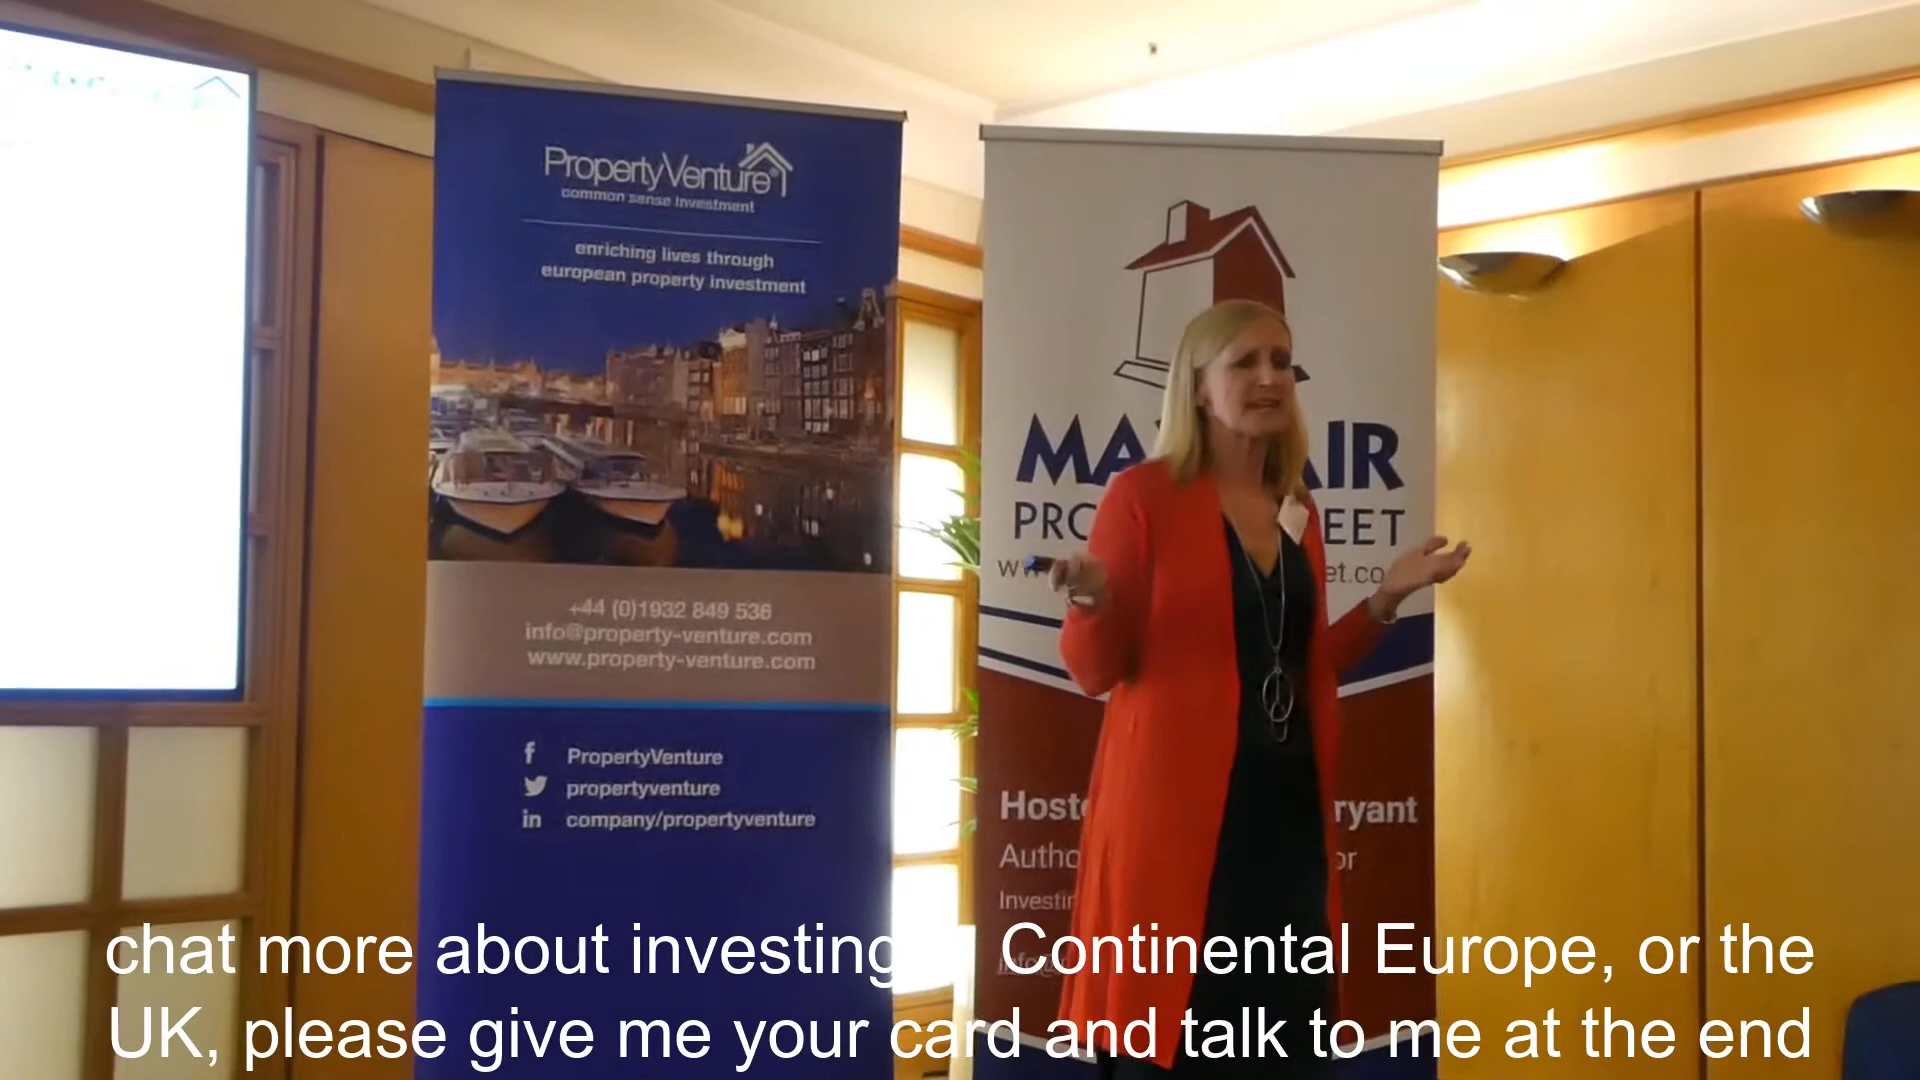 PropertyVenture®
common sense investment
enriching lives through
european property investment
+44 (0)1932 849 536
info@property-venture.com
www.property-venture.com
PropertyVenture
propertyventure
in company/propertyventure
MA AIR
PRO EET
et.co
Host ryant
Autho or
Investin
chat more about investing Continental Europe, or the
UK, please give me your card and talk to me at the end